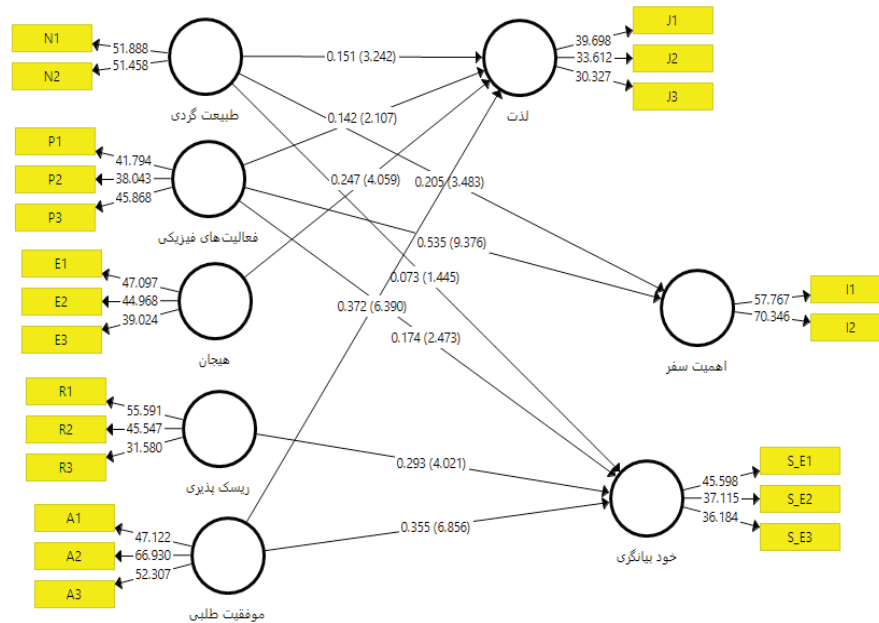 N1
51.888
N2
51.458
طبیعت گردی
P1
41.794
P2
38.043
P3
45.868
فعالیت‌های فیزیکی
E1
47.097
E2
44.968
E3
39.024
هیجان
R1
55.591
R2
45.547
R3
31.580
ریسک پذیری
A1
47.122
A2
66.930
A3
52.307
موفقیت طلبی
0.151 (3.242)
0.142 (2.107)
0.247 (4.059)
0.205 (3.483)
0.535 (9.376)
0.073 (1.445)
0.372 (6.390)
0.174 (2.473)
0.293 (4.021)
0.355 (6.856)
لذت
39.698
J1
33.612
J2
30.327
J3
اهمیت سفر
57.767
I1
70.346
I2
خود بیانگری
45.598
S_E1
37.115
S_E2
36.184
S_E3